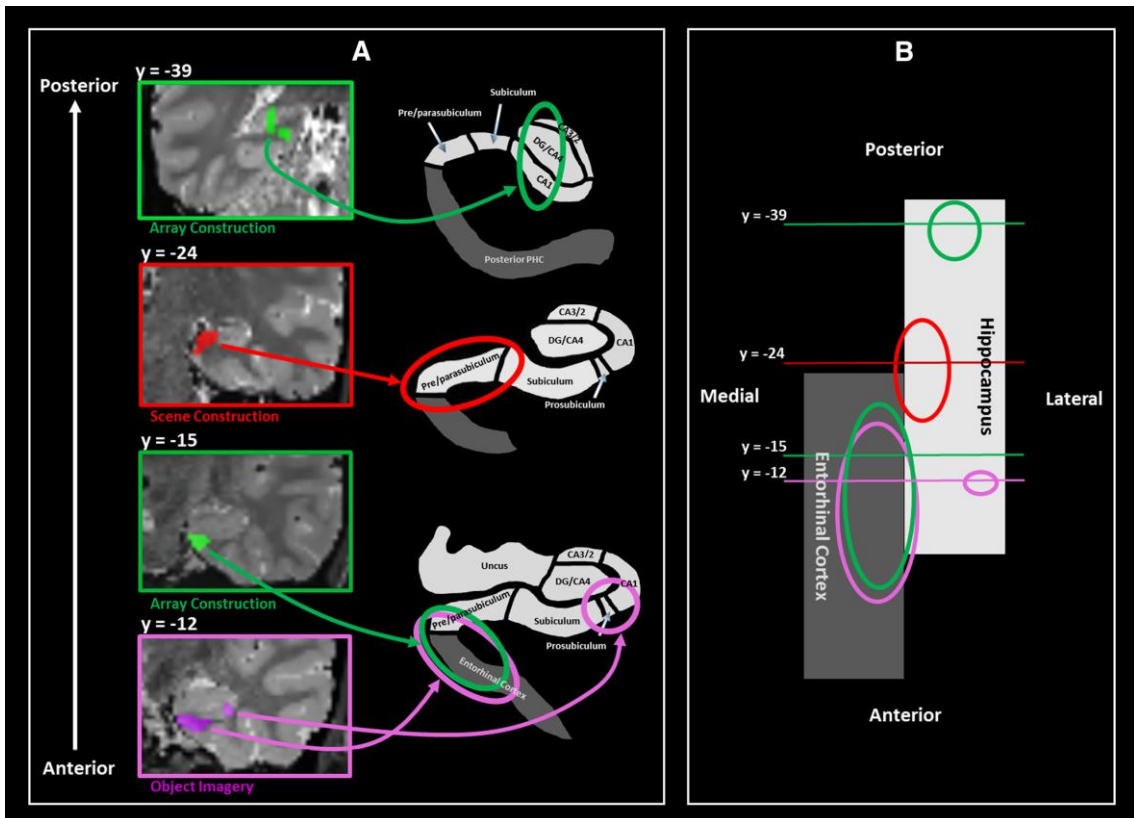 A
Posterior
Anterior
y = -39
Array Construction
y = -24
Scene Construction
y = -15
Array Construction
y = -12
Object Imagery
Subiculum
Pre/parasubiculum
CA3/2
DG/CA4
CA1
Posterior PHC
CA3/2
DG/CA4
CA1
Pre/parasubiculum
Subiculum
Prosubiculum
Uncus
CA3/2
DG/CA4
CA1
Pre/parasubiculum
Subiculum
Prosubiculum
Entorhinal Cortex
B
Posterior
y = -39
y = -24
Medial
Lateral
Hippocampus
y = -15
y = -12
Entorhinal Cortex
Anterior